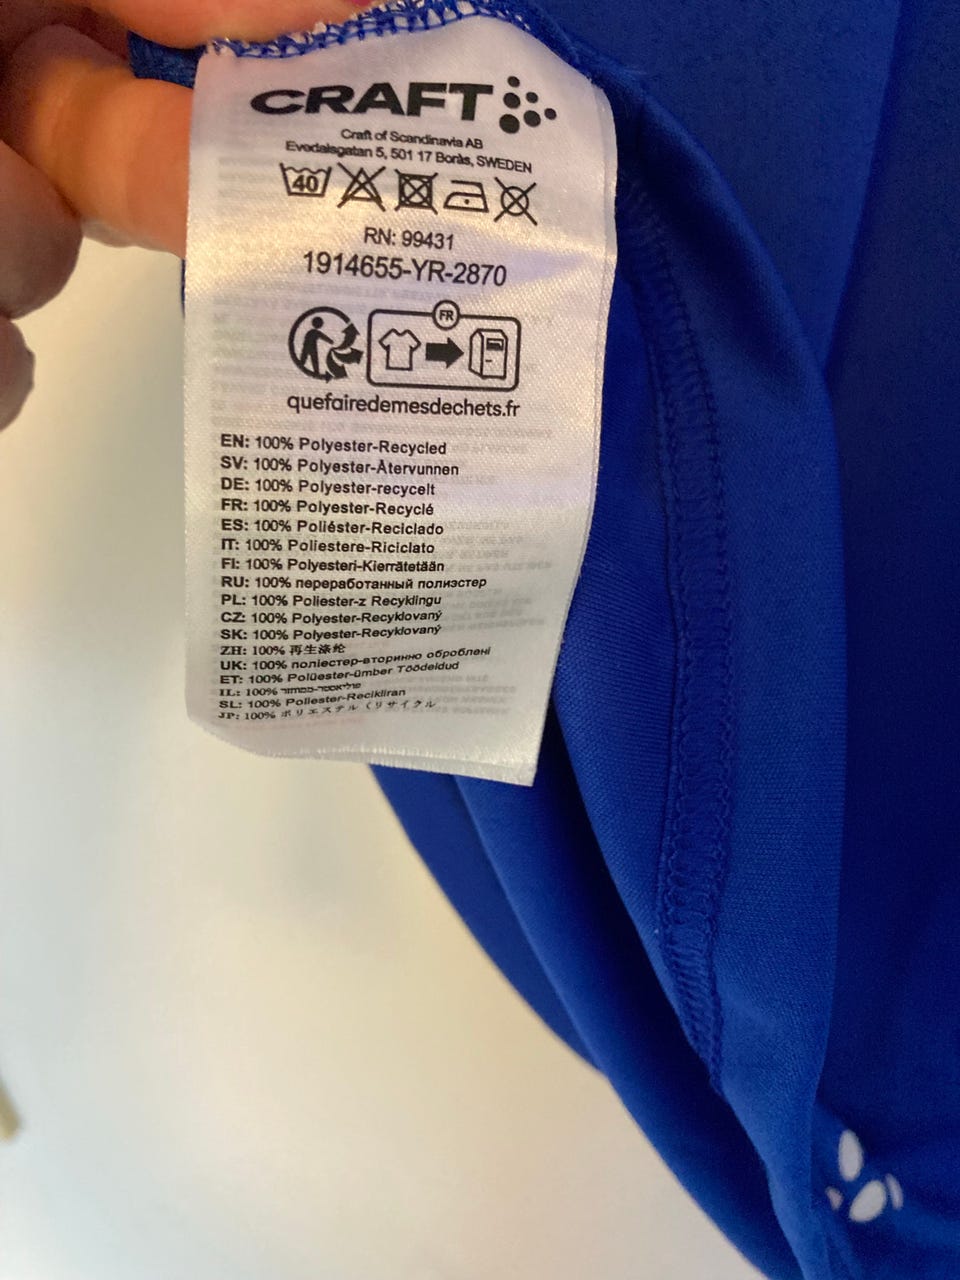 CRAFT
Craft of Scandinavia AB
Evedalsgatan 5, 501 17 Borås, SWEDEN
40
RN: 99431
1914655-YR-2870
FR
quefairedemesdechets.fr
EN: 100% Polyester-Recycled
SV: 100% Polyester-Återvunnen
DE: 100% Polyester-recycelt
FR: 100% Polyester-Recyclé
ES: 100% Poliéster-Reciclado
IT: 100% Poliestere-Riciclato
FI: 100% Polyesteri-Kierrätetään
RU: 100% переработанный полиэстер
PL: 100% Poliester-z Recyklingu
CZ: 100% Polyester-Recyklovaný
SK: 100% Polyester-Recyklovaný
ZH: 100% 再生涤纶
UK: 100% поліестер-вторинно оброблені
ET: 100% Polüester-ümber Töödeldud
IL: 100% פוליאסטר-ממוחזר
SL: 100% Poliester-Recikliran
JP: 100% ポリエステル (リサイクル